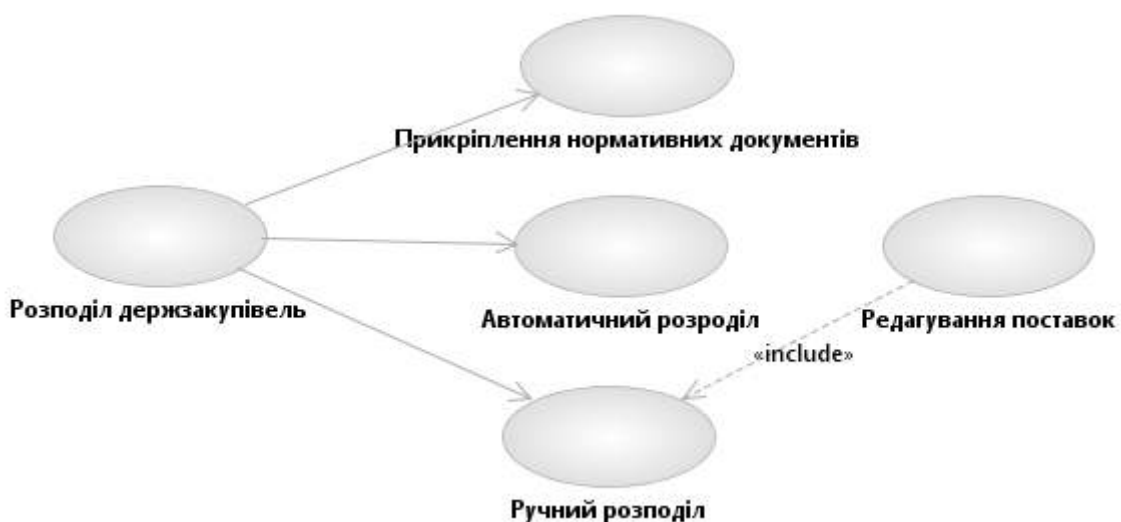 Прикріплення нормативних документів
Розподіл держзакупівель
Автоматичний розроділ
Редагування поставок
«include»
Ручний розподіл